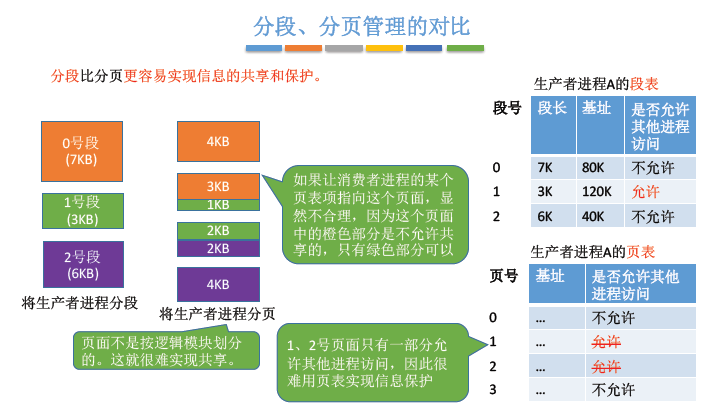 分段、分页管理的对比
分段比分页更容易实现信息的共享和保护。
0号段
(7KB)
1号段
(3KB)
2号段
(6KB)
将生产者进程分段
4KB
3KB
1KB
2KB
2KB
4KB
将生产者进程分页
如果让消费者进程的某个
页表项指向这个页面，显
然不合理，因为这个页面
中的橙色部分是不允许共
享的，只有绿色部分可以
页面不是按逻辑模块划分
的。这就很难实现共享。
1、2号页面只有一部分允
许其他进程访问，因此很
难用页表实现信息保护
生产者进程A的段表
段号 段长 基址 是否允许
其他进程
访问
0 7K 80K 不允许
1 3K 120K 允许
2 6K 40K 不允许
生产者进程A的页表
页号 基址 是否允许其他
进程访问
0 ... 不允许
1 ... 允许
2 ... 允许
3 ... 不允许